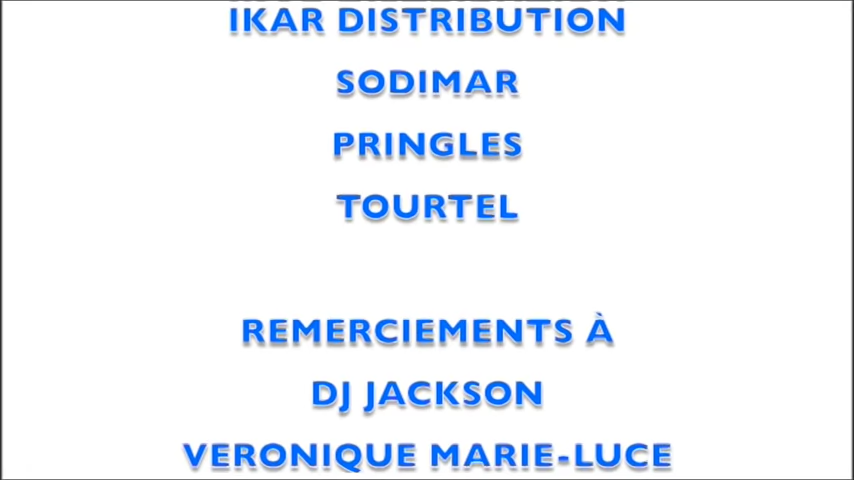 IKAR DISTRIBUTION
SODIMAR
PRINGLES
TOURTEL
REMERCIEMENTS À
DJ JACKSON
VERONIQUE MARIE-LUCE